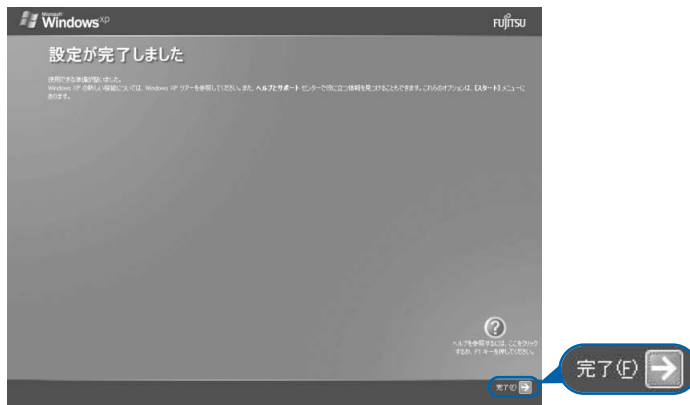 Microsoft
Windows xp
FUJITSU
設定が完了しました
使用できる準備が整いました。
Windows XP の新しい機能については、Windows XP ツアーを参照してください。また、ヘルプとサポート センターで役に立つ情報を見つけることもできます。これらのオプションは、[スタート] メニューに
あります。
ヘルプを参照するには、ここをクリック
するか、F1 キーを押してください。
完了(F)
完了(F)